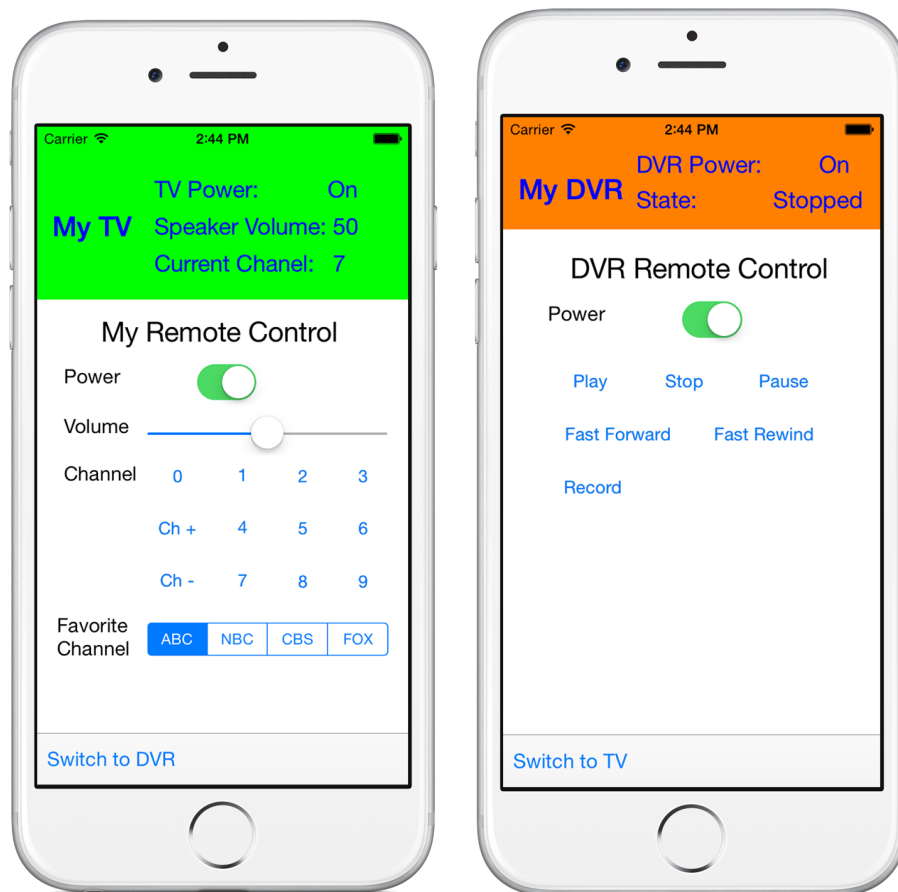 Carrier 2:44 PM
TV Power: On
My TV
Speaker Volume: 50
Current Chanel: 7
My Remote Control
Power
Volume
Channel 0 1 2 3
Ch + 4 5 6
Ch - 7 8 9
Favorite
Channel
ABC NBC CBS FOX
Switch to DVR
Carrier 2:44 PM
DVR Power: On
My DVR
State: Stopped
DVR Remote Control
Power
Play Stop Pause
Fast Forward Fast Rewind
Record
Switch to TV